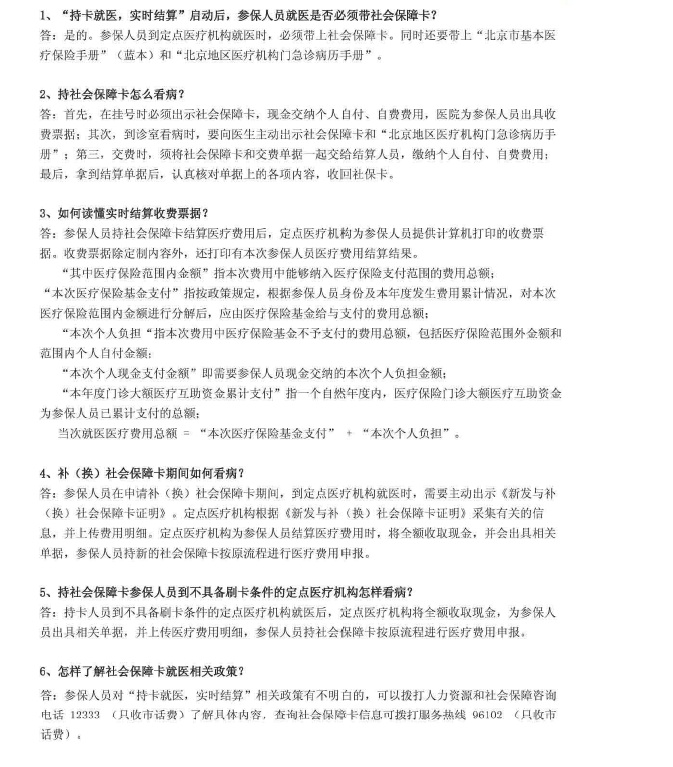 1、“持卡就医，实时结算”启动后，参保人员就医是否必须带社会保障卡？
答：是的。参保人员到定点医疗机构就医时，必须带上社会保障卡。同时还要带上“北京市基本医
疗保险手册”（蓝本）和“北京地区医疗机构门急诊病历手册”。
2、持社会保障卡怎么看病？
答：首先，在挂号时必须出示社会保障卡，现金交纳个人自付、自费费用，医院为参保人员出具收
费票据；其次，到诊室看病时，要向医生主动出示社会保障卡和“北京地区医疗机构门急诊病历手
册”；第三，交费时，须将社会保障卡和交费单据一起交给结算人员，缴纳个人自付、自费费用；
最后，拿到结算单据后，认真核对单据上的各项内容，收回社保卡。
3、如何读懂实时结算收费票据？
答：参保人员持社会保障卡结算医疗费用后，定点医疗机构为参保人员提供计算机打印的收费票
据。收费票据除定制内容外，还打印有本次参保人员医疗费用结算结果。
“其中医疗保险范围内金额”指本次费用中能够纳入医疗保险支付范围的费用总额；
“本次医疗保险基金支付”指按政策规定，根据参保人员身份及本年度发生费用累计情况，对本次
医疗保险范围内金额进行分解后，应由医疗保险基金给与支付的费用总额；
“本次个人负担“指本次费用中医疗保险基金不予支付的费用总额，包括医疗保险范围外金额和
范围内个人自付金额；
“本次个人现金支付金额”即需要参保人员现金交纳的本次个人负担金额；
“本年度门诊大额医疗互助资金累计支付”指一个自然年度内，医疗保险门诊大额医疗互助资金
为参保人员已累计支付的总额；
当次就医医疗费用总额 = “本次医疗保险基金支付” + “本次个人负担”。
4、补（换）社会保障卡期间如何看病？
答：参保人员在申请补（换）社会保障卡期间，到定点医疗机构就医时，需要主动出示《新发与补
（换）社会保障卡证明》。定点医疗机构根据《新发与补（换）社会保障卡证明》采集有关的信
息，并上传费用明细。定点医疗机构为参保人员结算医疗费用时，将全额收取现金，并会出具相关
单据，参保人员持新的社会保障卡按原流程进行医疗费用申报。
5、持社会保障卡参保人员到不具备刷卡条件的定点医疗机构怎样看病？
答：持卡人员到不具备刷卡条件的定点医疗机构就医后，定点医疗机构将全额收取现金，为参保人
员出具相关单据，并上传医疗费用明细，参保人员持社会保障卡按原流程进行医疗费用申报。
6、怎样了解社会保障卡就医相关政策？
答：参保人员对“持卡就医，实时结算”相关政策有不明白的，可以拨打人力资源和社会保障咨询
电话 12333 （只收市话费）了解具体内容．查询社会保障卡信息可拨打服务热线 96102 （只收市
话费）。